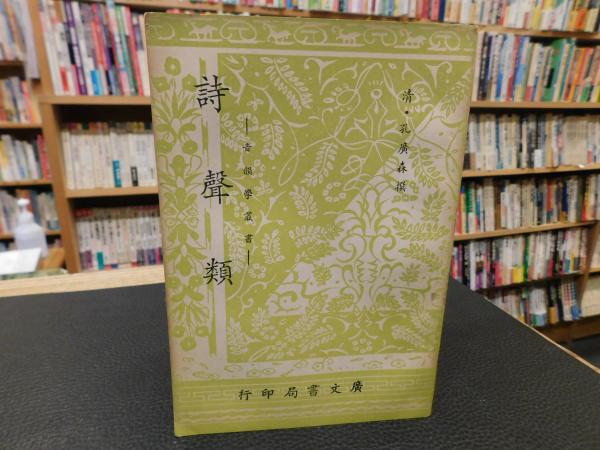 清・孔廣森撰
詩聲類
—音韻學叢書—
廣文書局印行